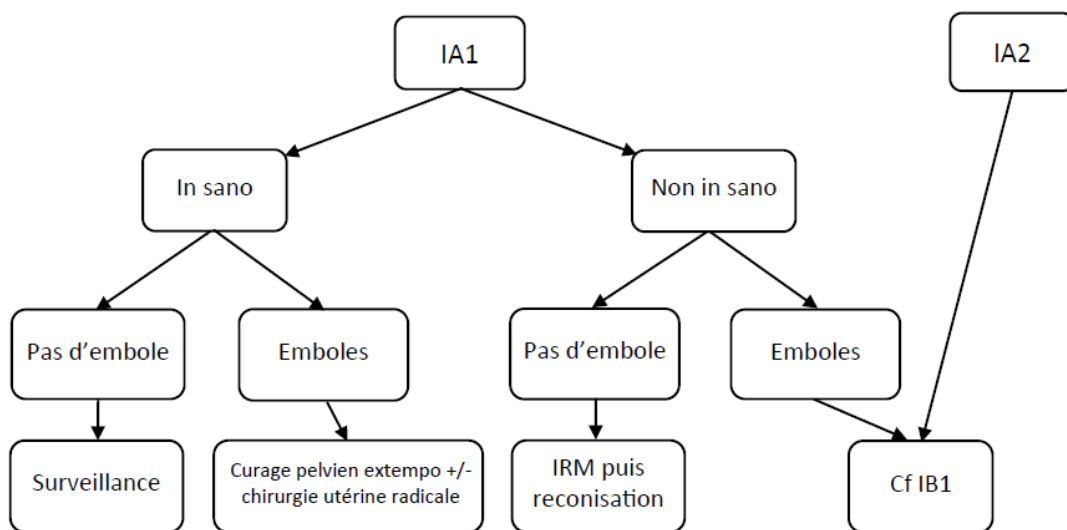 IA1
IA2
In sano
Non in sano
Pas d'embole
Emboles
Pas d'embole
Emboles
Surveillance
Curage pelvien extempo +/-
chirurgie utérine radicale
IRM puis
reconisation
Cf IB1